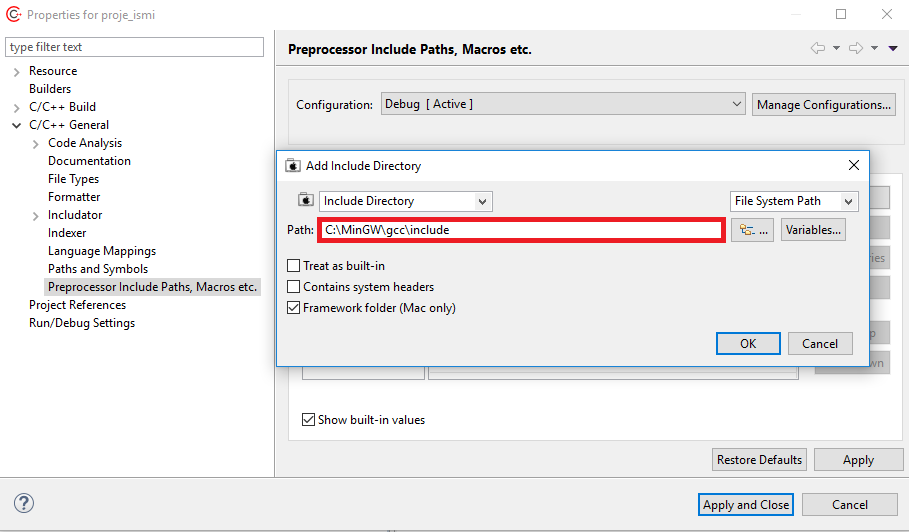 Properties for proje_ismi
type filter text
Resource
Builders
C/C++ Build
C/C++ General
Code Analysis
Documentation
File Types
Formatter
Includator
Indexer
Language Mappings
Paths and Symbols
Preprocessor Include Paths, Macros etc.
Project References
Run/Debug Settings
Preprocessor Include Paths, Macros etc.
Configuration:
Debug [ Active ]
Manage Configurations...
Add Include Directory
Include Directory
File System Path
Path:
C:\MinGW\gcc\include
...
Variables...
Treat as built-in
Contains system headers
Framework folder (Mac only)
OK
Cancel
Show built-in values
Restore Defaults
Apply
?
Apply and Close
Cancel